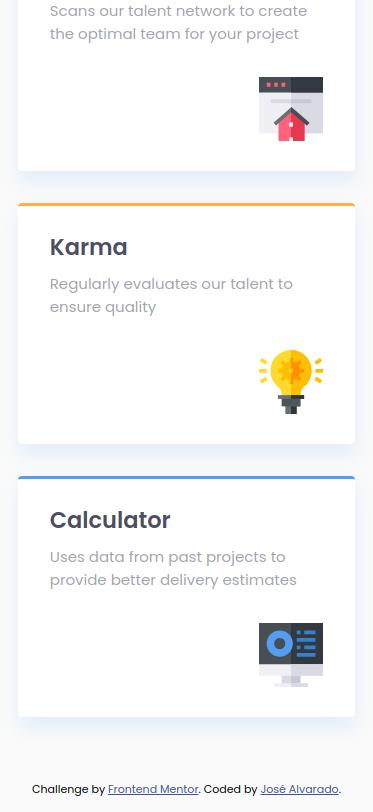 Scans our talent network to create
the optimal team for your project
Karma
Regularly evaluates our talent to
ensure quality
Calculator
Uses data from past projects to
provide better delivery estimates
Challenge by Frontend Mentor. Coded by José Alvarado.